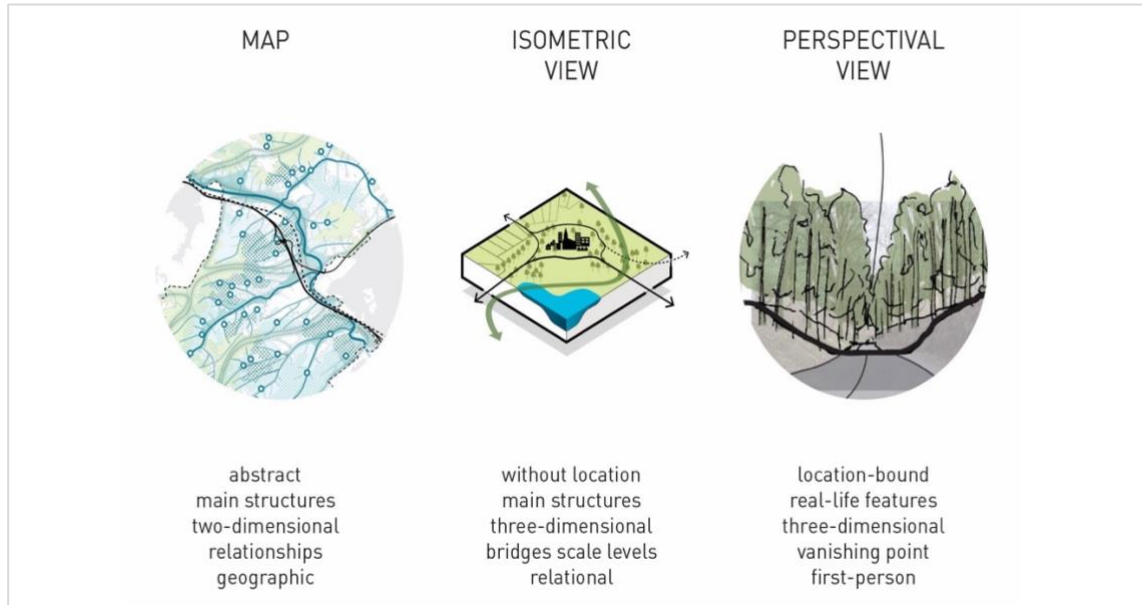 MAP
ISOMETRIC
VIEW
PERSPECTIVAL
VIEW
abstract
main structures
two-dimensional
relationships
geographic
without location
main structures
three-dimensional
bridges scale levels
relational
location-bound
real-life features
three-dimensional
vanishing point
first-person